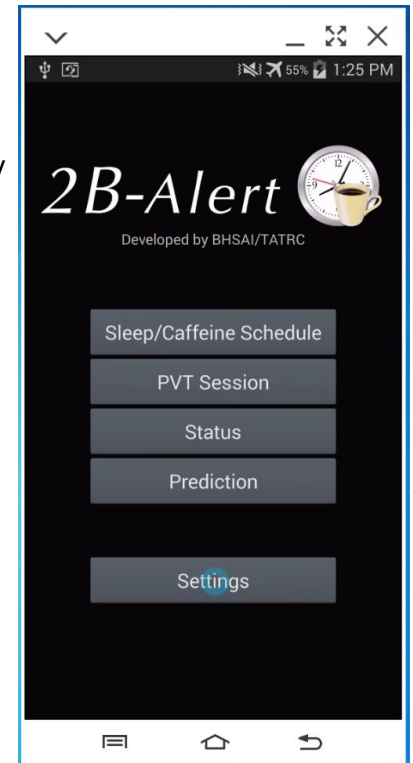 55% 1:25 PM
2B-Alert
Developed by BHSAI/TATRC
Sleep/Caffeine Schedule
PVT Session
Status
Prediction
Settings